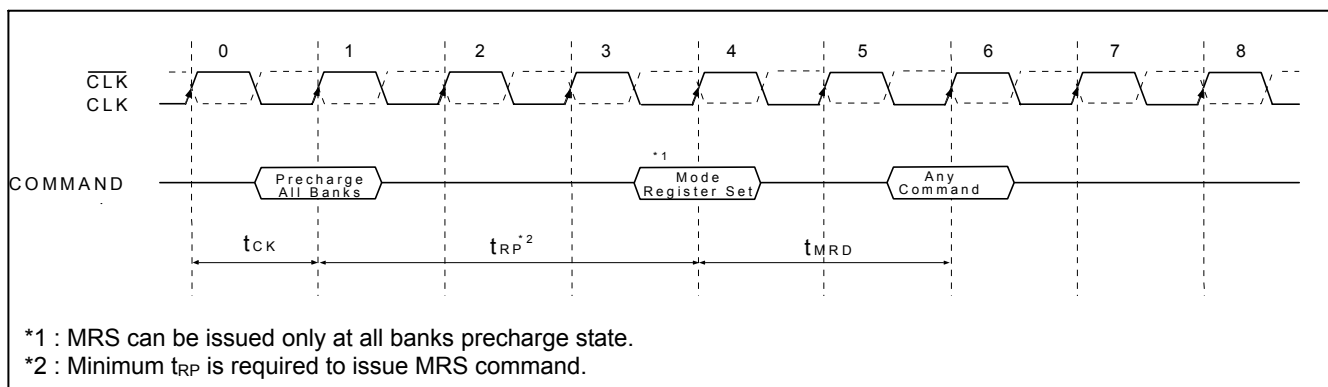 0 1 2 3 4 5 6 7 8
CLK
CLK
*1
COMMAND
Precharge
All Banks
Mode
Register Set
Any
Command
tCK
tRP*2
tMRD
*1 : MRS can be issued only at all banks precharge state.
*2 : Minimum tRP is required to issue MRS command.